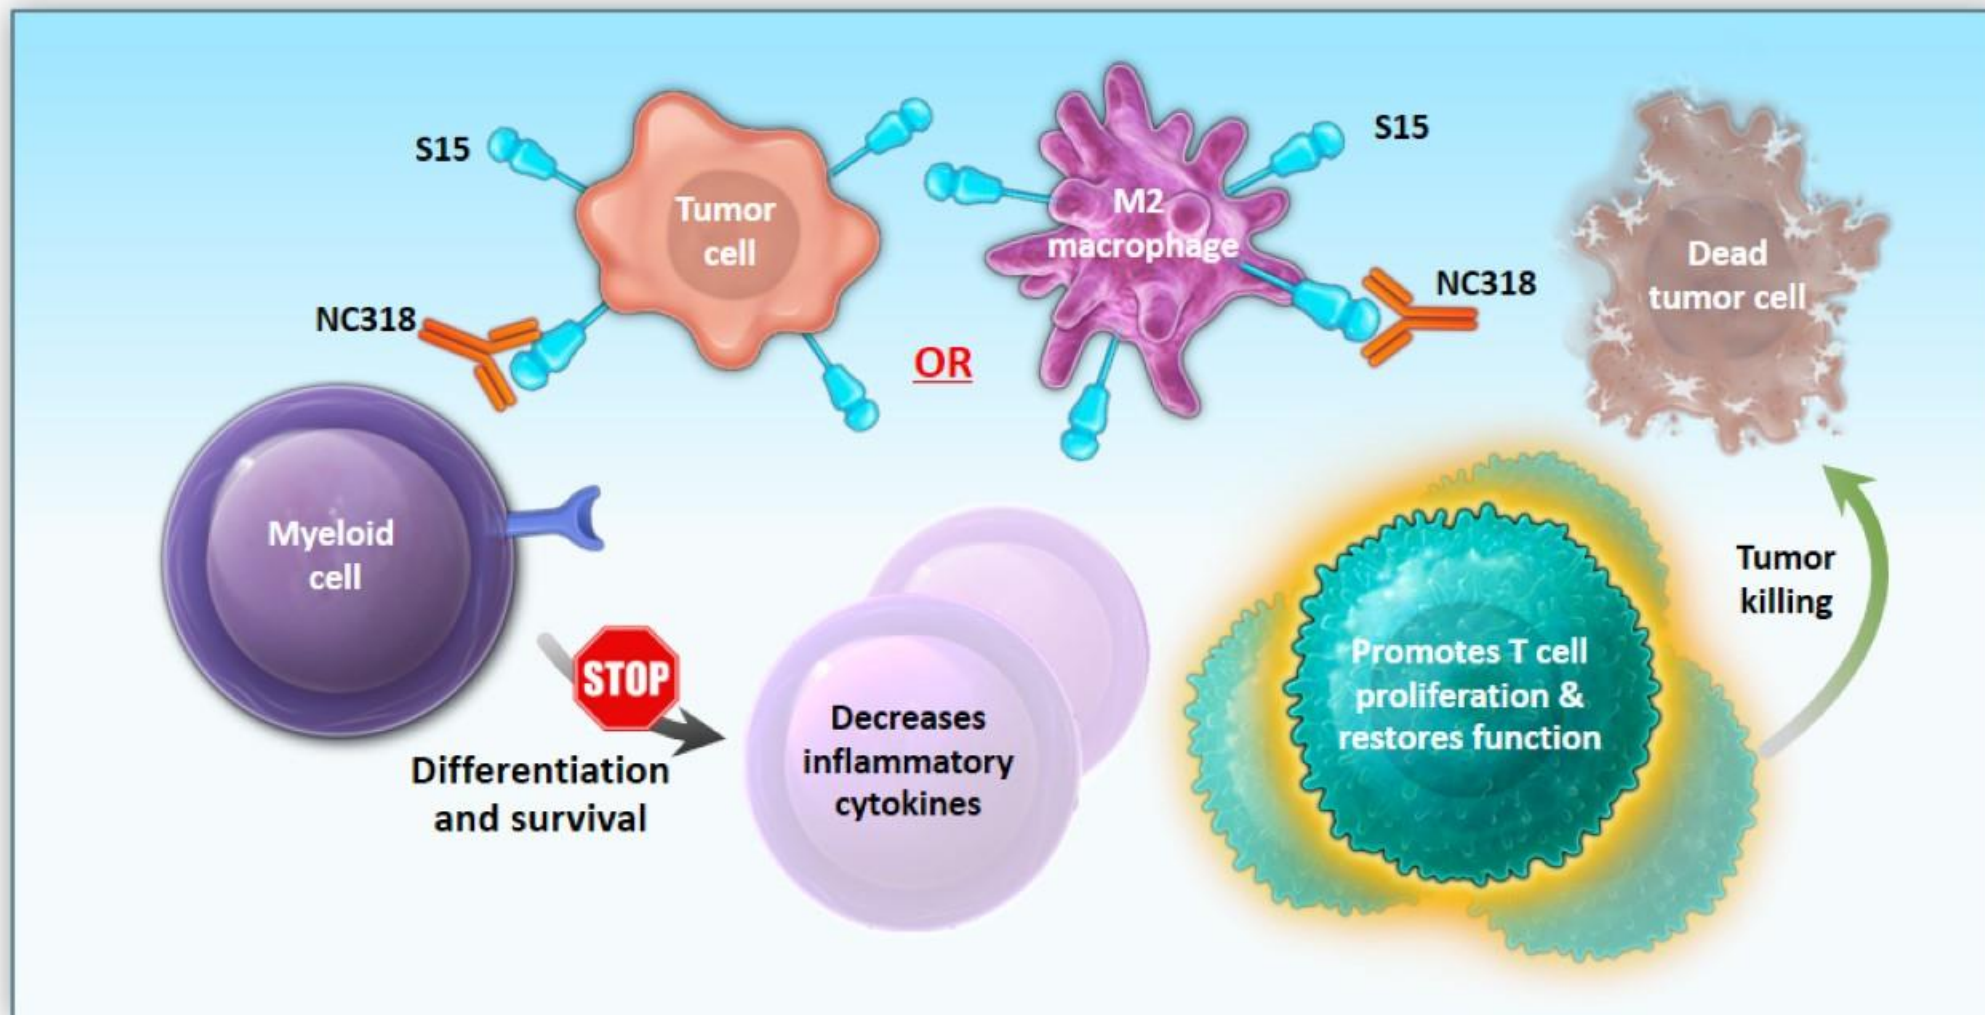 S15
Tumor
cell
NC318
OR
S15
M2
macrophage
NC318
Dead
tumor cell
Myeloid
cell
STOP
Differentiation
and survival
Decreases
inflammatory
cytokines
Promotes T cell
proliferation &
restores function
Tumor
killing